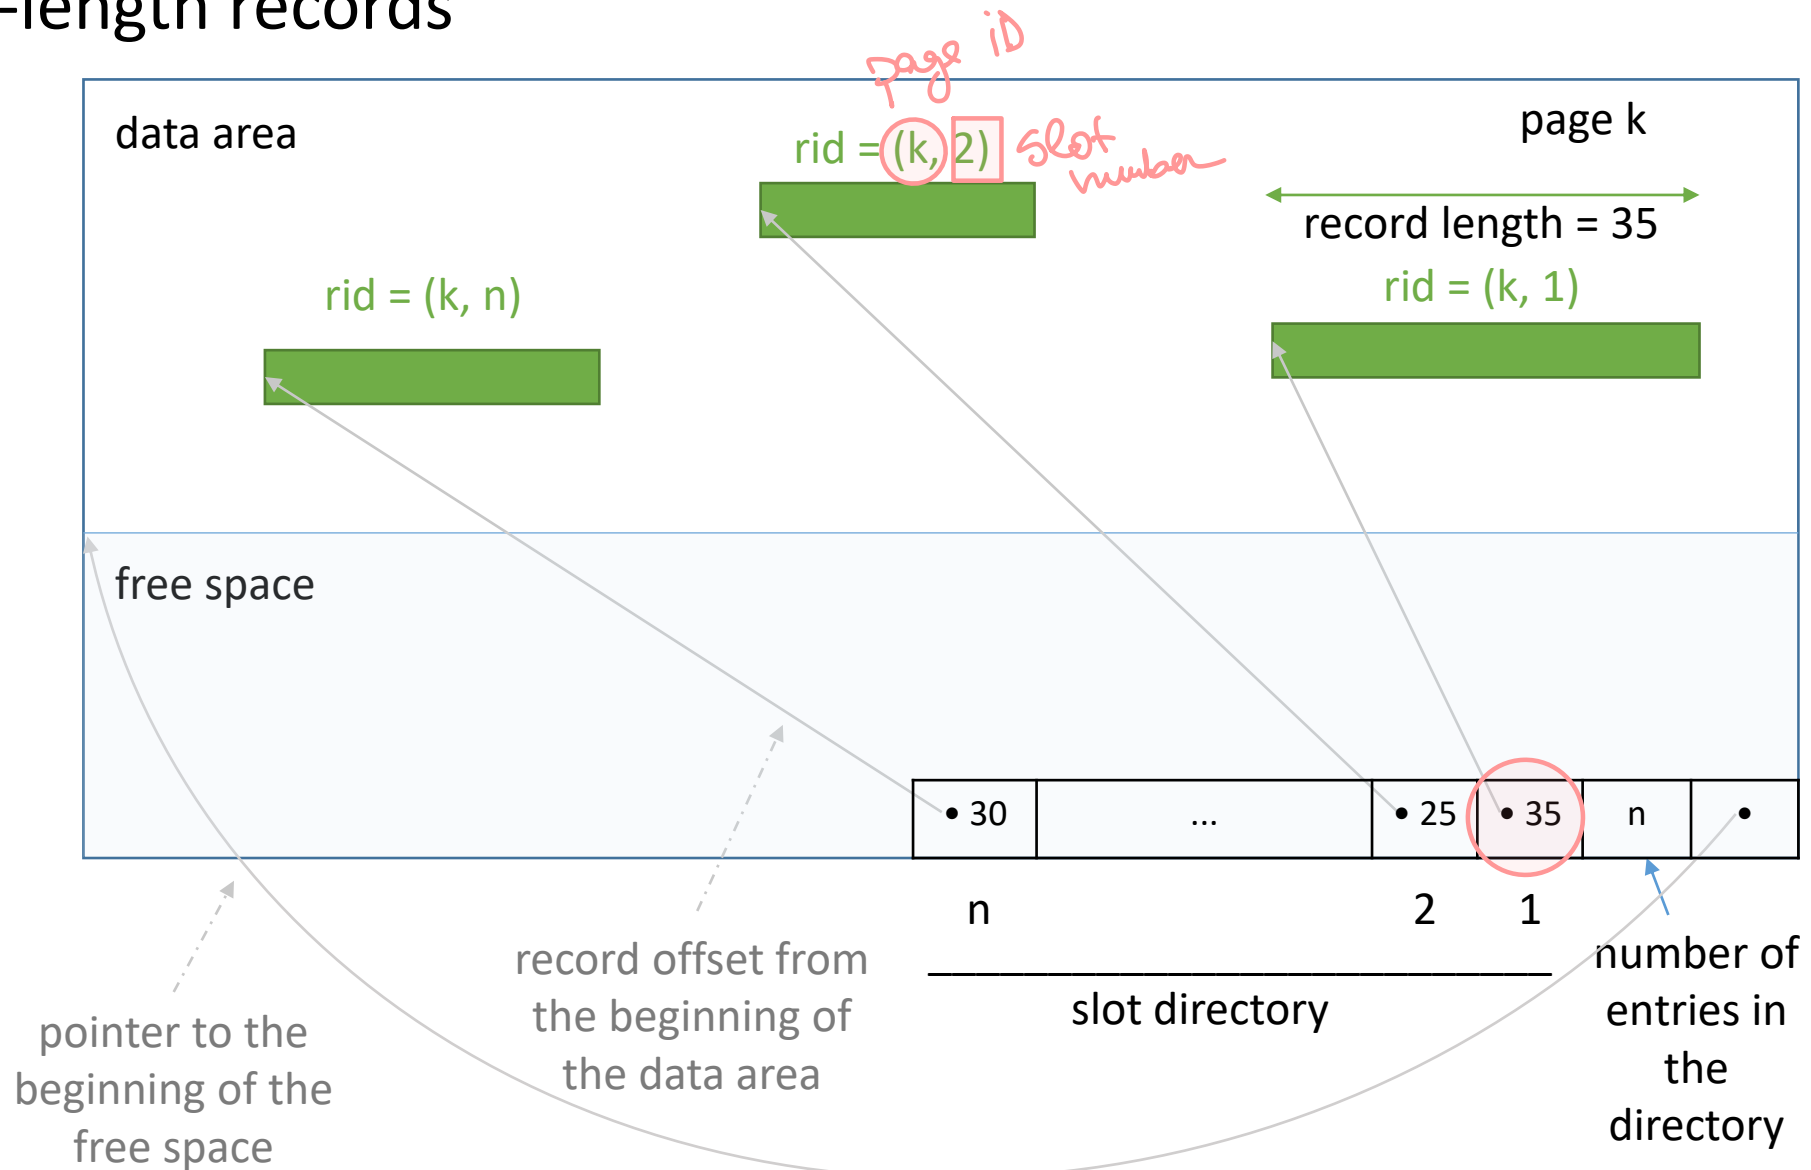 -length records
page iD
data area
rid = (k, 2)
slot
number
page k
record length = 35
rid = (k, n)
rid = (k, 1)
free space
• 30
...
• 25
• 35
n
•
n
2
1
slot directory
number of
entries in
the
directory
record offset from
the beginning of
the data area
pointer to the
beginning of the
free space